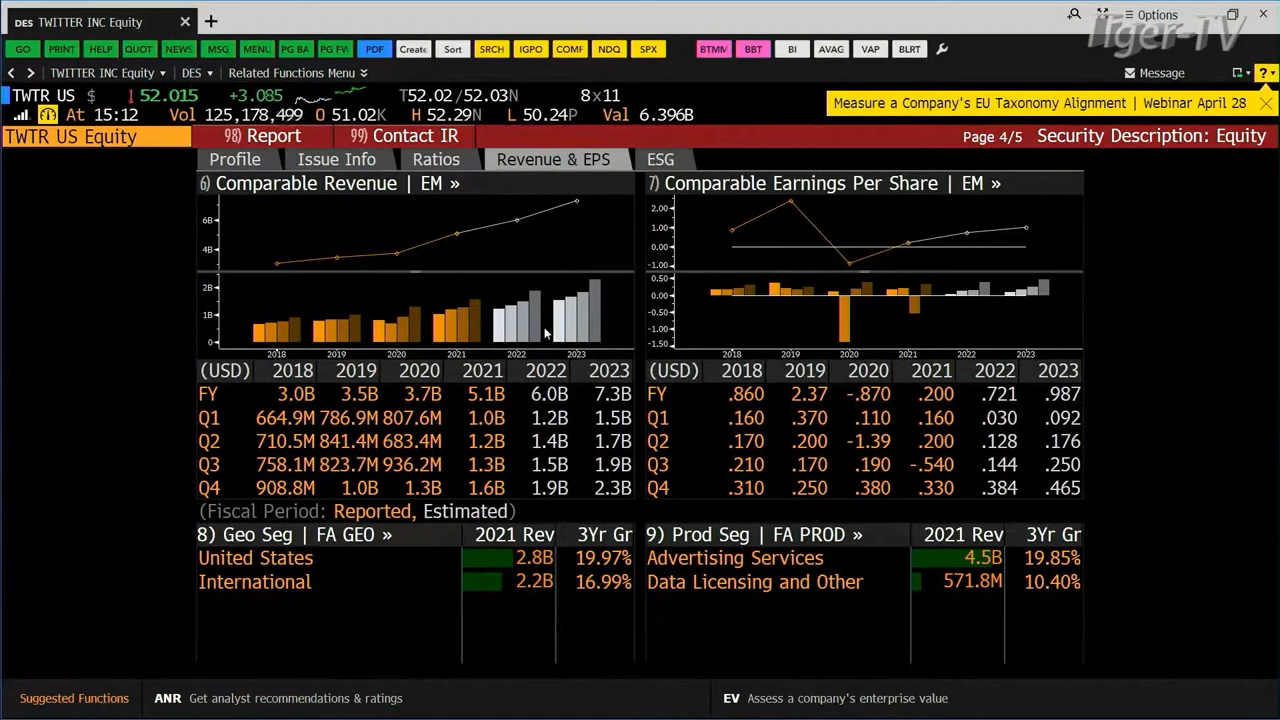 DES TWITTER INC Equity
Options
Tiger-TV
GO PRINT HELP QUOT NEWS MSG MENU PG BA PG FW PDF Create Sort SRCH IGPO COMF NDQ SPX BTMM BBT BI AVAG VAP BLRT
TWITTER INC Equity DES Related Functions Menu Message
TWTR US $ 52.015 +3.085 T52.02/52.03N 8x11
At 15:12 Vol 125,178,499 O 51.02K H 52.29N L 50.24P Val 6.396B
Measure a Company's EU Taxonomy Alignment | Webinar April 28
TWTR US Equity 98) Report 99) Contact IR Page 4/5 Security Description: Equity
Profile Issue Info Ratios Revenue & EPS ESG
6) Comparable Revenue | EM » 7) Comparable Earnings Per Share | EM »
6B
4B
2B
1B
0
2018 2019 2020 2021 2022 2023
2.00
1.00
0.00
-1.00
0.50
0.00
-0.50
-1.00
-1.50
2018 2019 2020 2021 2022 2023
(USD) 2018 2019 2020 2021 2022 2023
FY 3.0B 3.5B 3.7B 5.1B 6.0B 7.3B
Q1 664.9M 786.9M 807.6M 1.0B 1.2B 1.5B
Q2 710.5M 841.4M 683.4M 1.2B 1.4B 1.7B
Q3 758.1M 823.7M 936.2M 1.3B 1.5B 1.9B
Q4 908.8M 1.0B 1.3B 1.6B 1.9B 2.3B
(USD) 2018 2019 2020 2021 2022 2023
FY .860 2.37 -.870 .200 .721 .987
Q1 .160 .370 .110 .160 .030 .092
Q2 .170 .200 -1.39 .200 .128 .176
Q3 .210 .170 .190 -.540 .144 .250
Q4 .310 .250 .380 .330 .384 .465
(Fiscal Period: Reported, Estimated)
8) Geo Seg | FA GEO » 2021 Rev 3Yr Gr
United States 2.8B 19.97%
International 2.2B 16.99%
9) Prod Seg | FA PROD » 2021 Rev 3Yr Gr
Advertising Services 4.5B 19.85%
Data Licensing and Other 571.8M 10.40%
Suggested Functions ANR Get analyst recommendations & ratings EV Assess a company's enterprise value